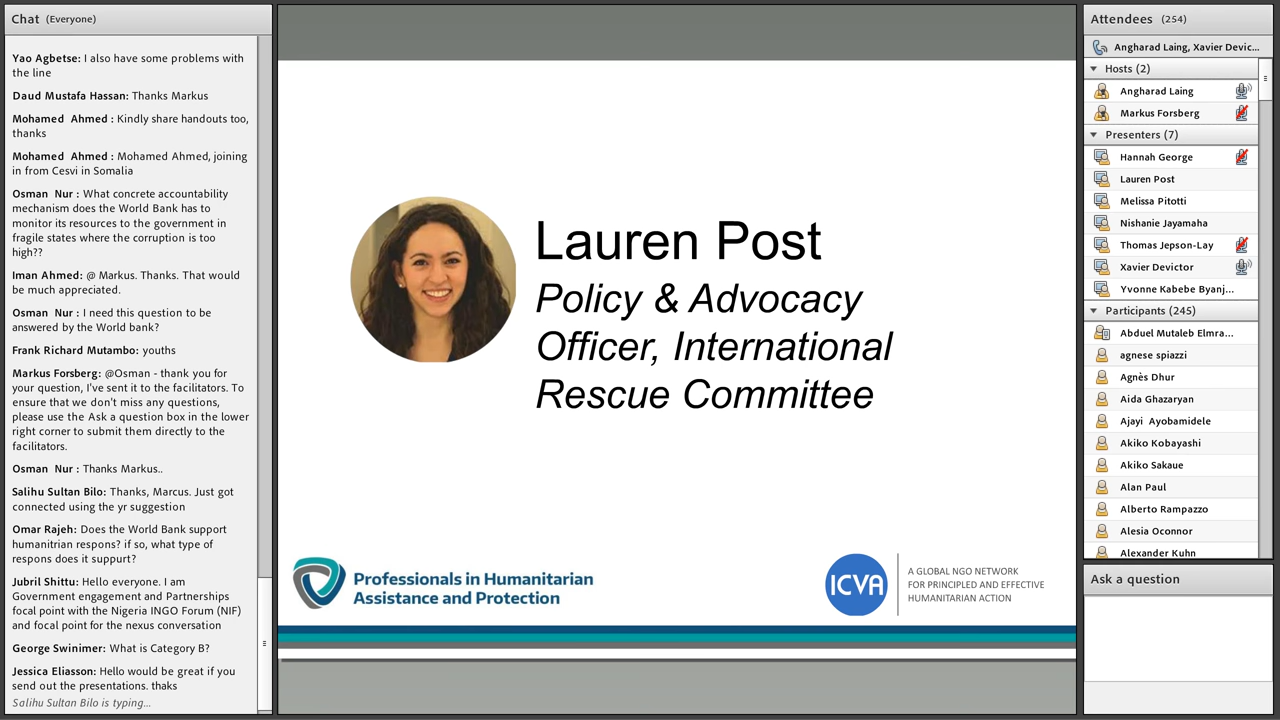 Chat (Everyone)
Yao Agbetse: I also have some problems with
the line
Daud Mustafa Hassan: Thanks Markus
Mohamed Ahmed : Kindly share handouts too,
thanks
Mohamed Ahmed : Mohamed Ahmed, joining
in from Cesvi in Somalia
Osman Nur : What concrete accountability
mechanism does the World Bank has to
monitor its resources to the government in
fragile states where the corruption is too
high??
Iman Ahmed: @ Markus. Thanks. That would
be much appreciated.
Osman Nur : I need this question to be
answered by the World bank?
Frank Richard Mutambo: youths
Markus Forsberg: @Osman - thank you for
your question, I've sent it to the facilitators. To
ensure that we don't miss any questions,
please use the Ask a question box in the lower
right corner to submit them directly to the
facilitators.
Osman Nur : Thanks Markus..
Salihu Sultan Bilo: Thanks, Marcus. Just got
connected using the yr suggestion
Omar Rajeh: Does the World Bank support
humanitrian respons? if so, what type of
respons does it suppurt?
Jubril Shittu: Hello everyone. I am
Government engagement and Partnerships
focal point with the Nigeria INGO Forum (NIF)
and focal point for the nexus conversation
George Swinimer: What is Category B?
Jessica Eliasson: Hello would be great if you
send out the presentations. thaks
Salihu Sultan Bilo is typing...
Lauren Post
Policy & Advocacy
Officer, International
Rescue Committee
Professionals in Humanitarian
Assistance and Protection
ICVA
A GLOBAL NGO NETWORK
FOR PRINCIPLED AND EFFECTIVE
HUMANITARIAN ACTION
Attendees (254)
Angharad Laing, Xavier Devic...
Hosts (2)
Angharad Laing
Markus Forsberg
Presenters (7)
Hannah George
Lauren Post
Melissa Pitotti
Nishanie Jayamaha
Thomas Jepson-Lay
Xavier Devictor
Yvonne Kabebe Byanj...
Participants (245)
Abduel Mutaleb Elmra...
agnese spiazzi
Agnès Dhur
Aida Ghazaryan
Ajayi Ayobamidele
Akiko Kobayashi
Akiko Sakaue
Alan Paul
Alberto Rampazzo
Alesia Oconnor
Alexander Kuhn
Ask a question